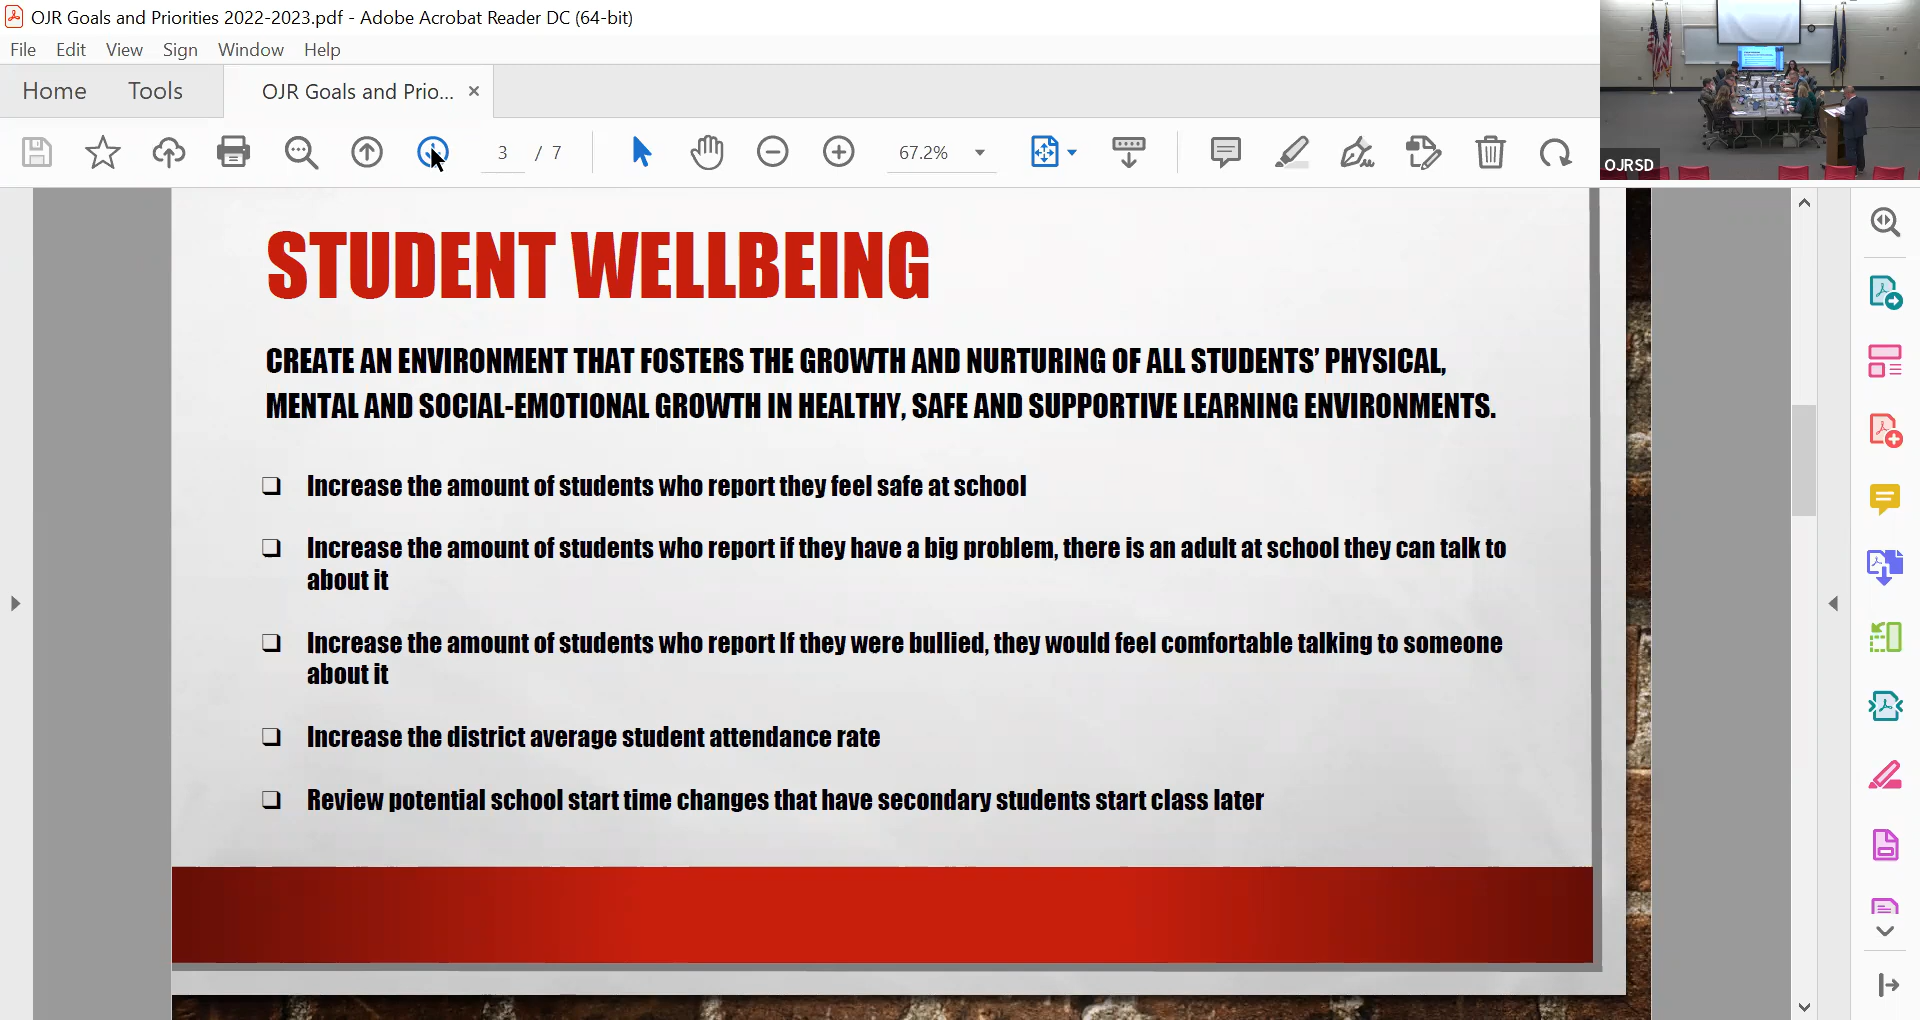 OJR Goals and Priorities 2022-2023.pdf - Adobe Acrobat Reader DC (64-bit)
File Edit View Sign Window Help
Home Tools OJR Goals and Prio... ×
3 / 7 67.2%
OJRSD
STUDENT WELLBEING
CREATE AN ENVIRONMENT THAT FOSTERS THE GROWTH AND NURTURING OF ALL STUDENTS' PHYSICAL,
MENTAL AND SOCIAL-EMOTIONAL GROWTH IN HEALTHY, SAFE AND SUPPORTIVE LEARNING ENVIRONMENTS.
❑ Increase the amount of students who report they feel safe at school
❑ Increase the amount of students who report if they have a big problem, there is an adult at school they can talk to
about it
❑ Increase the amount of students who report If they were bullied, they would feel comfortable talking to someone
about it
❑ Increase the district average student attendance rate
❑ Review potential school start time changes that have secondary students start class later